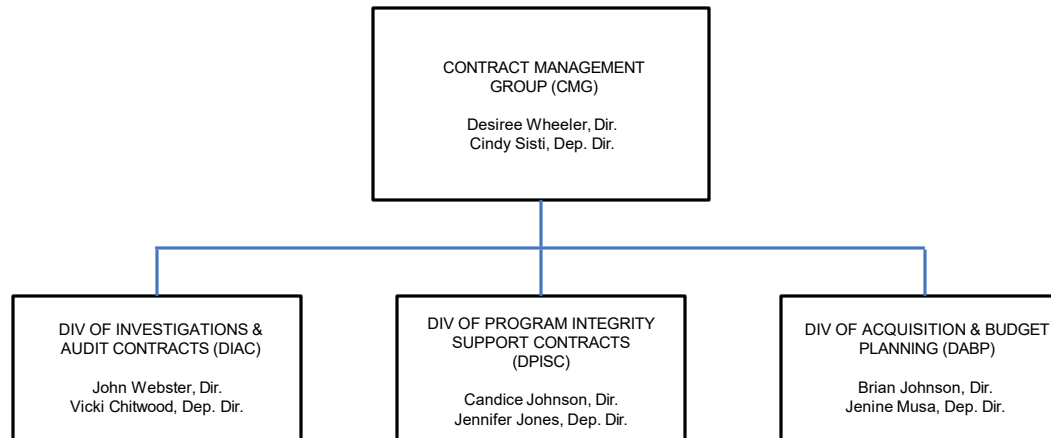 CONTRACT MANAGEMENT
GROUP (CMG)
Desiree Wheeler, Dir.
Cindy Sisti, Dep. Dir.
DIV OF INVESTIGATIONS &
AUDIT CONTRACTS (DIAC)
John Webster, Dir.
Vicki Chitwood, Dep. Dir.
DIV OF PROGRAM INTEGRITY
SUPPORT CONTRACTS
(DPISC)
Candice Johnson, Dir.
Jennifer Jones, Dep. Dir.
DIV OF ACQUISITION & BUDGET
PLANNING (DABP)
Brian Johnson, Dir.
Jenine Musa, Dep. Dir.